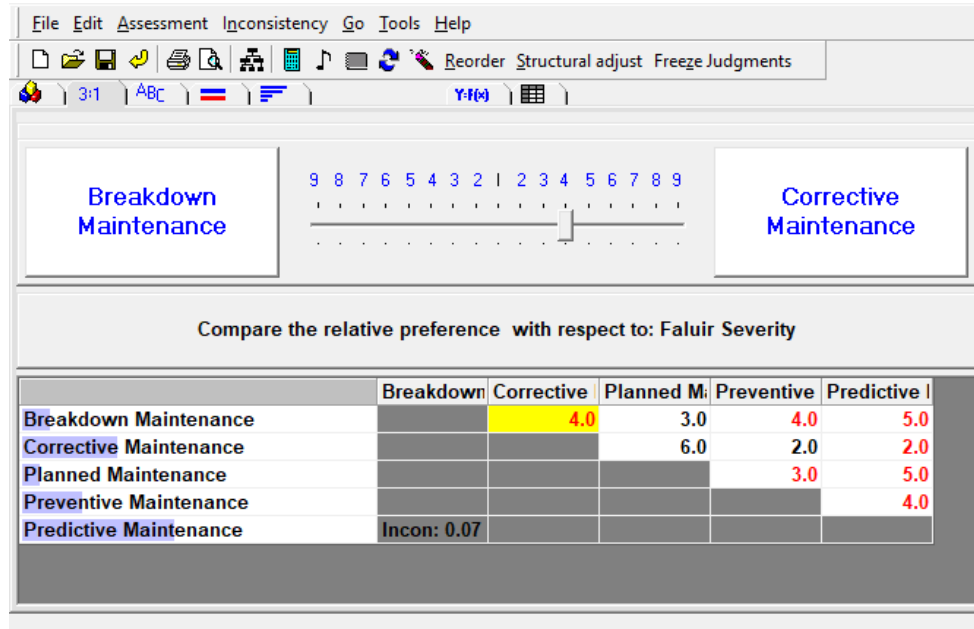 File Edit Assessment Inconsistency Go Tools Help
Reorder Structural adjust Freeze Judgments
3:1 ABC Y=F(x)
Breakdown
Maintenance
9 8 7 6 5 4 3 2 1 2 3 4 5 6 7 8 9
Corrective
Maintenance
Compare the relative preference with respect to: Faluir Severity
Breakdown Corrective Planned Ma Preventive Predictive
Breakdown Maintenance 4.0 3.0 4.0 5.0
Corrective Maintenance 6.0 2.0 2.0
Planned Maintenance 3.0 5.0
Preventive Maintenance 4.0
Predictive Maintenance Incon: 0.07